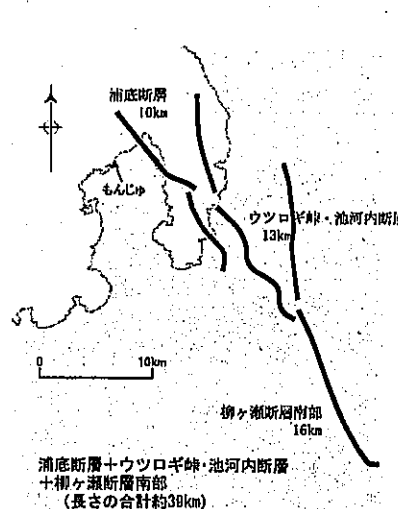 浦底断層
10km
もんじゅ
ウツロギ峠・池河内断層
13km
0 10km
柳ヶ瀬断層南部
16km
浦底断層+ウツロギ峠・池河内断層
+柳ヶ瀬断層南部
(長さの合計約39km)